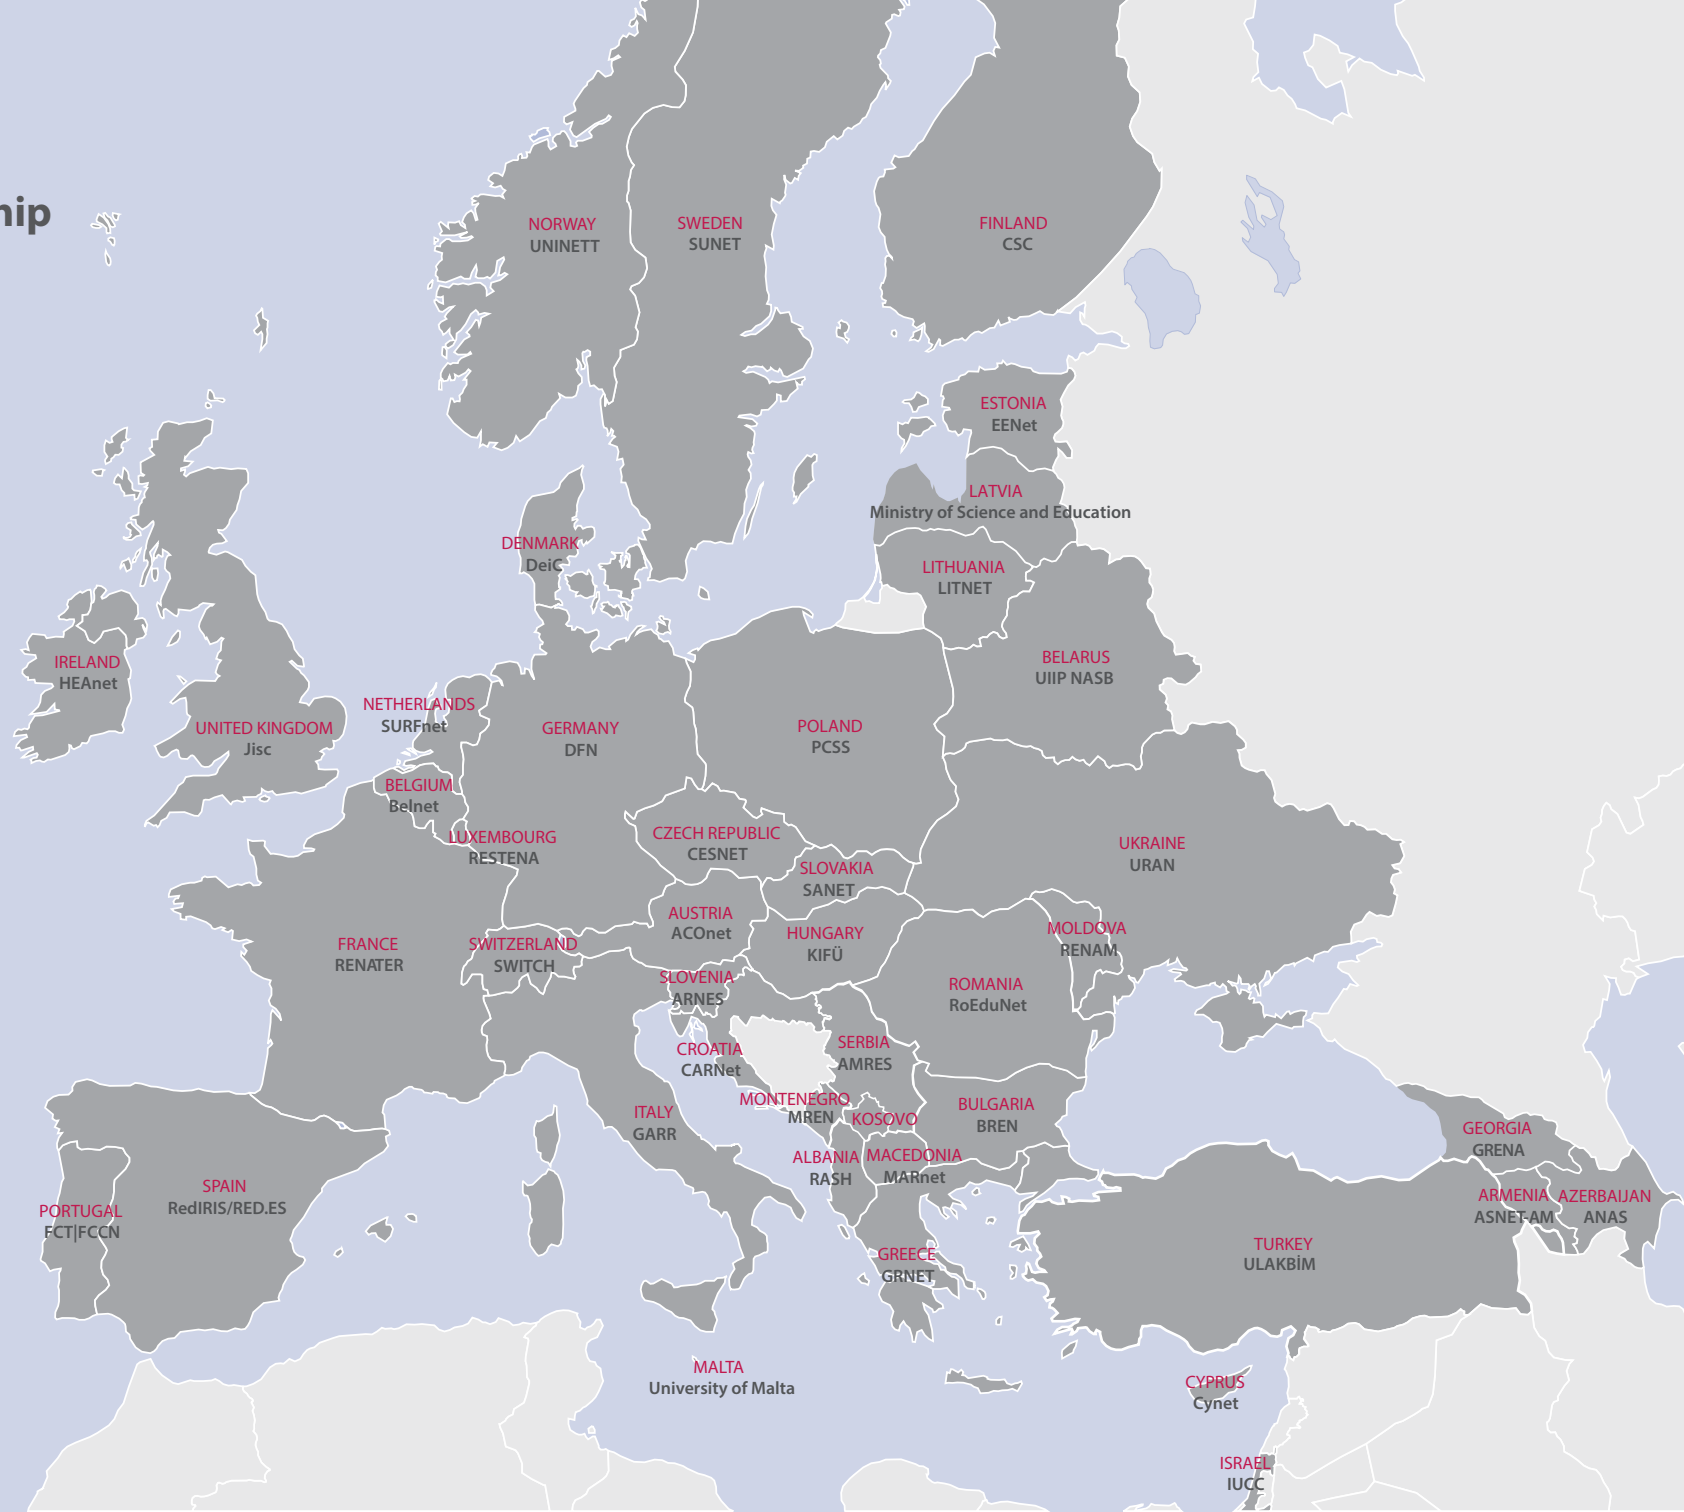 hip
NORWAY
UNINETT
SWEDEN
SUNET
FINLAND
CSC
ESTONIA
EENet
LATVIA
Ministry of Science and Education
DENMARK
DeiC
LITHUANIA
LITNET
IRELAND
HEAnet
BELARUS
UIIP NASB
NETHERLANDS
SURFnet
UNITED KINGDOM
Jisc
GERMANY
DFN
POLAND
PCSS
BELGIUM
Belnet
LUXEMBOURG
RESTENA
CZECH REPUBLIC
CESNET
UKRAINE
URAN
SLOVAKIA
SANET
AUSTRIA
ACOnet
HUNGARY
KIFÜ
MOLDOVA
RENAM
FRANCE
RENATER
SWITZERLAND
SWITCH
SLOVENIA
ARNES
ROMANIA
RoEduNet
CROATIA
CARNet
SERBIA
AMRES
MONTENEGRO
MREN
KOSOVO
BULGARIA
BREN
ITALY
GARR
GEORGIA
GRENA
ALBANIA
RASH
MACEDONIA
MARnet
SPAIN
RedIRIS/RED.ES
PORTUGAL
FCT|FCCN
ARMENIA
ASNET-AM
AZERBAIJAN
ANAS
GREECE
GRNET
TURKEY
ULAKBİM
MALTA
University of Malta
CYPRUS
Cynet
ISRAEL
IUCC